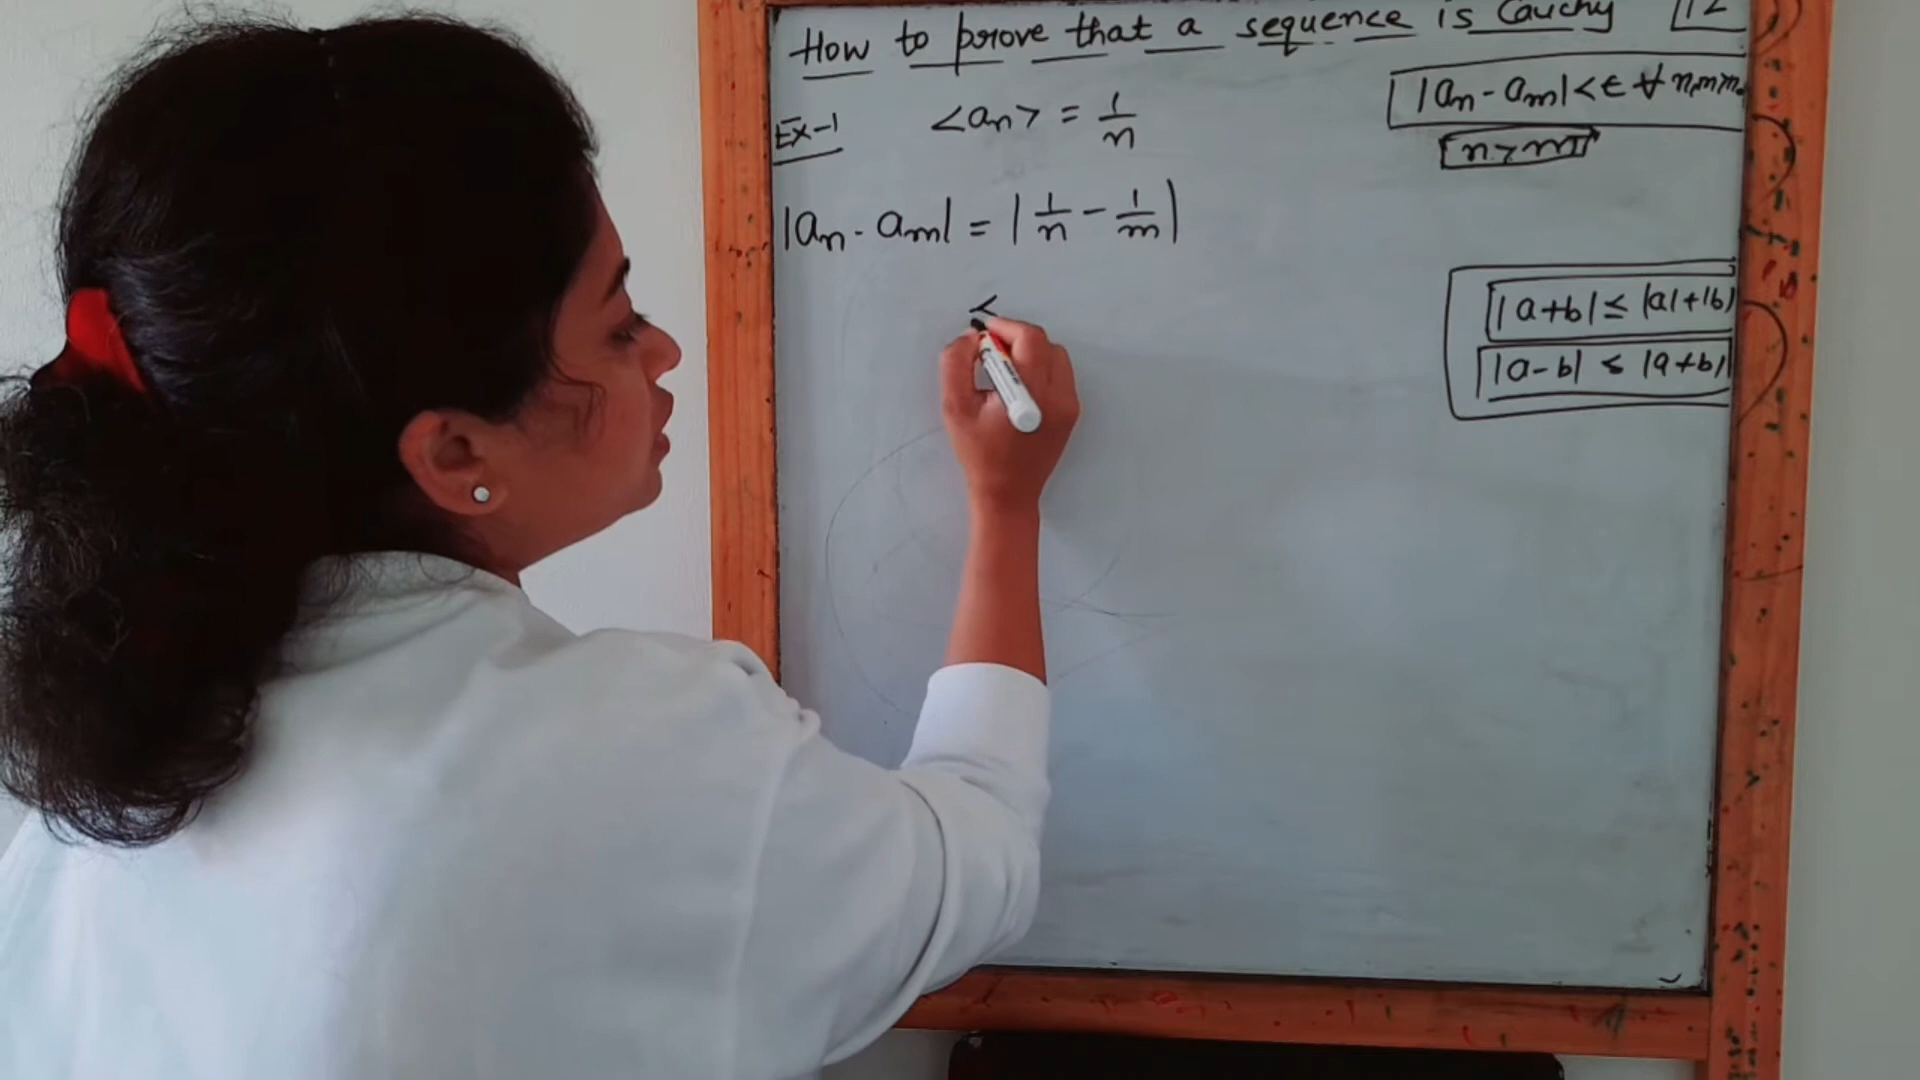 How to prove that a sequence is Cauchy
|an - am| < ε ∀ n,m
Ex-1 <an> = 1/n
n > m
|an - am| = | 1/n - 1/m |
<
|a+b| ≤ |a|+|b|
|a-b| ≤ |a+b|